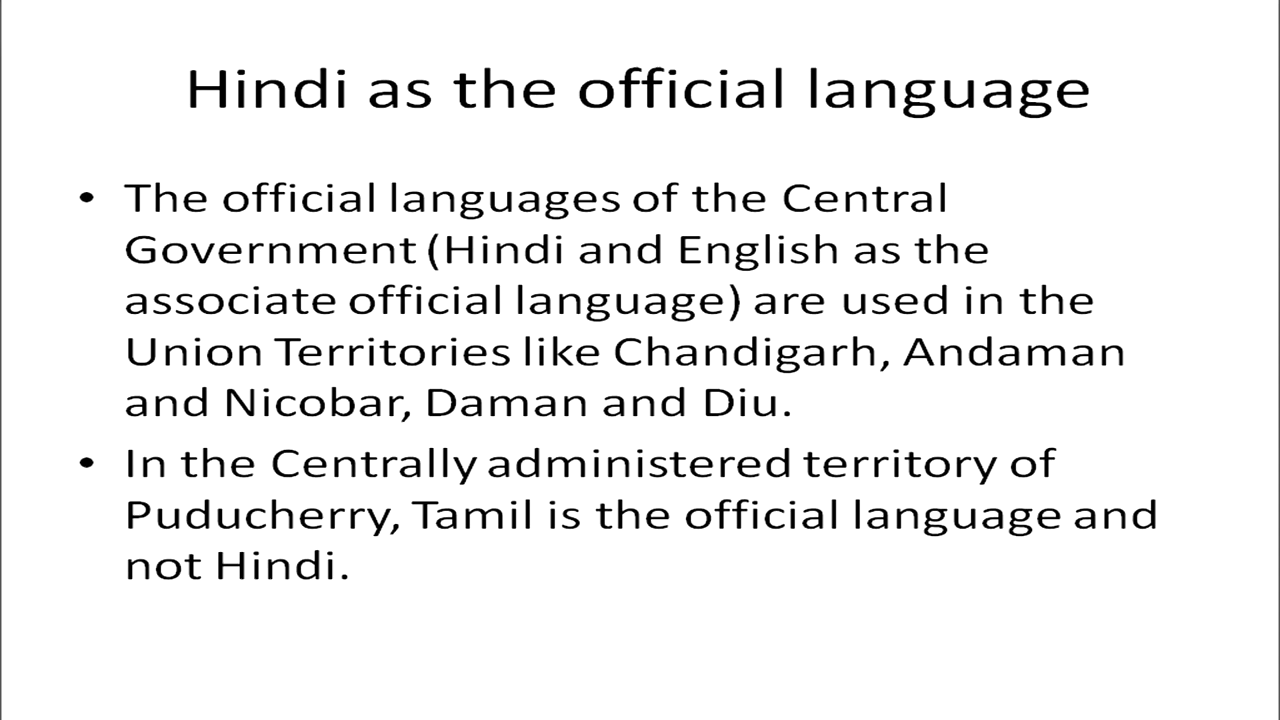 Hindi as the official language
• The official languages of the Central
Government (Hindi and English as the
associate official language) are used in the
Union Territories like Chandigarh, Andaman
and Nicobar, Daman and Diu.
• In the Centrally administered territory of
Puducherry, Tamil is the official language and
not Hindi.